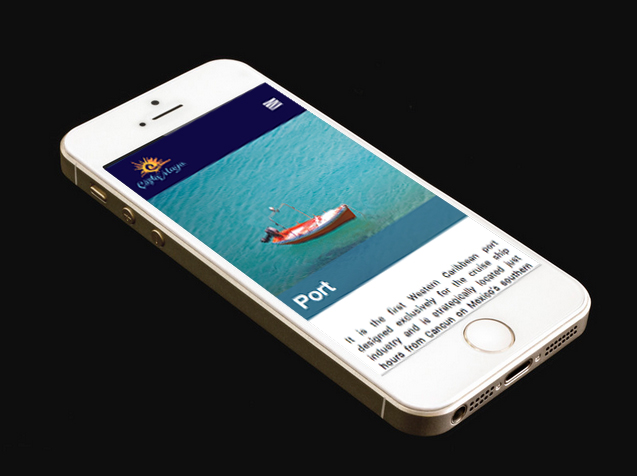 Costa Maya
Port
It is the first Western Caribbean port
designed exclusively for the cruise ship
industry and is strategically located just
hours from Cancun on Mexico's southern